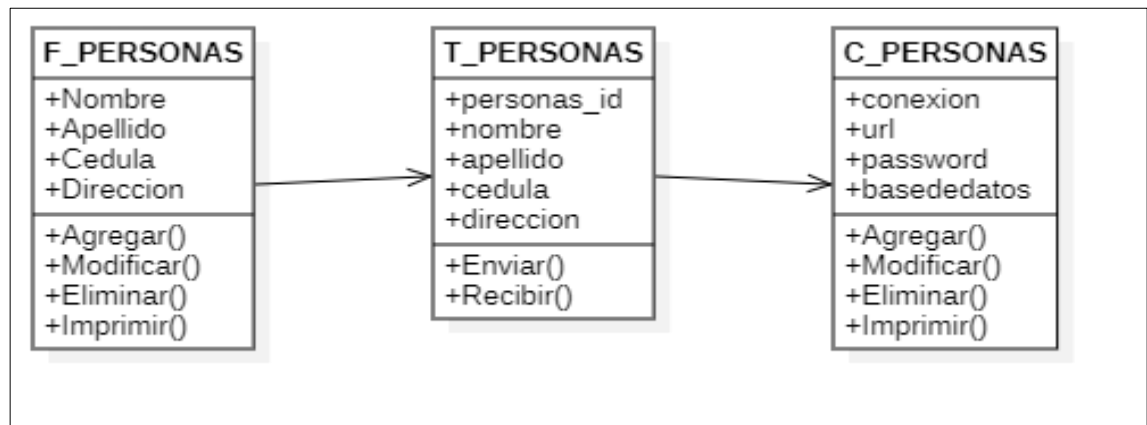 F_PERSONAS
+Nombre
+Apellido
+Cedula
+Direccion
+Agregar()
+Modificar()
+Eliminar()
+Imprimir()
T_PERSONAS
+personas_id
+nombre
+apellido
+cedula
+direccion
+Enviar()
+Recibir()
C_PERSONAS
+conexion
+url
+password
+basededatos
+Agregar()
+Modificar()
+Eliminar()
+Imprimir()